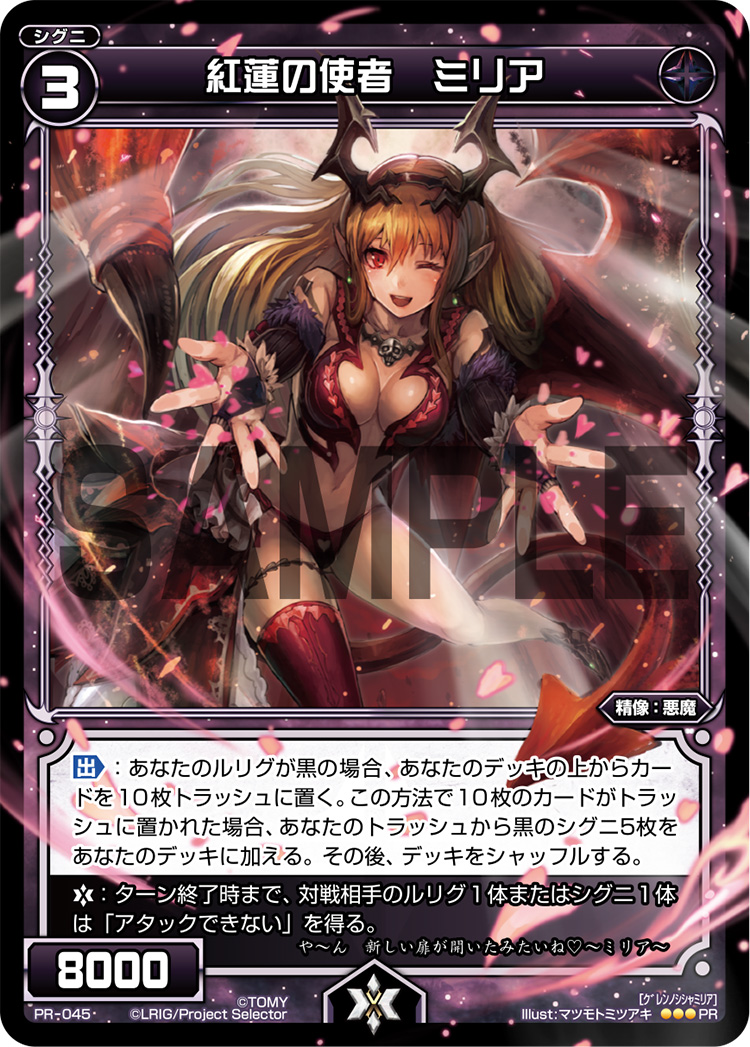 シグニ
3
紅蓮の使者　ミリア
SAMPLE
精像：悪魔
出：あなたのルリグが黒の場合、あなたのデッキの上からカー
ドを10枚トラッシュに置く。この方法で10枚のカードがトラッ
シュに置かれた場合、あなたのトラッシュから黒のシグニ5枚を
あなたのデッキに加える。その後、デッキをシャッフルする。
：ターン終了時まで、対戦相手のルリグ1体またはシグニ1体
は「アタックできない」を得る。
や～ん　新しい扉が開いたみたいね♡～ミリア～
8000
©TOMY
[グレンノシシャミリア]
PR-045 ©LRIG/Project Selector
Illust:マツモトミツアキ PR